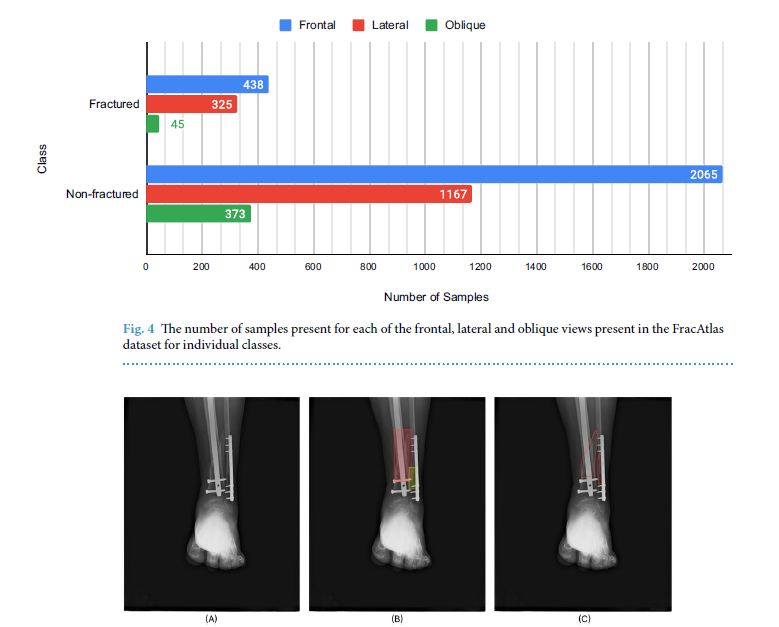 Frontal Lateral Oblique
Class
Fractured
438
325
45
Non-fractured
2065
1167
373
0 200 400 600 800 1000 1200 1400 1600 1800 2000
Number of Samples
Fig. 4 The number of samples present for each of the frontal, lateral and oblique views present in the FracAtlas
dataset for individual classes.
(A) (B) (C)